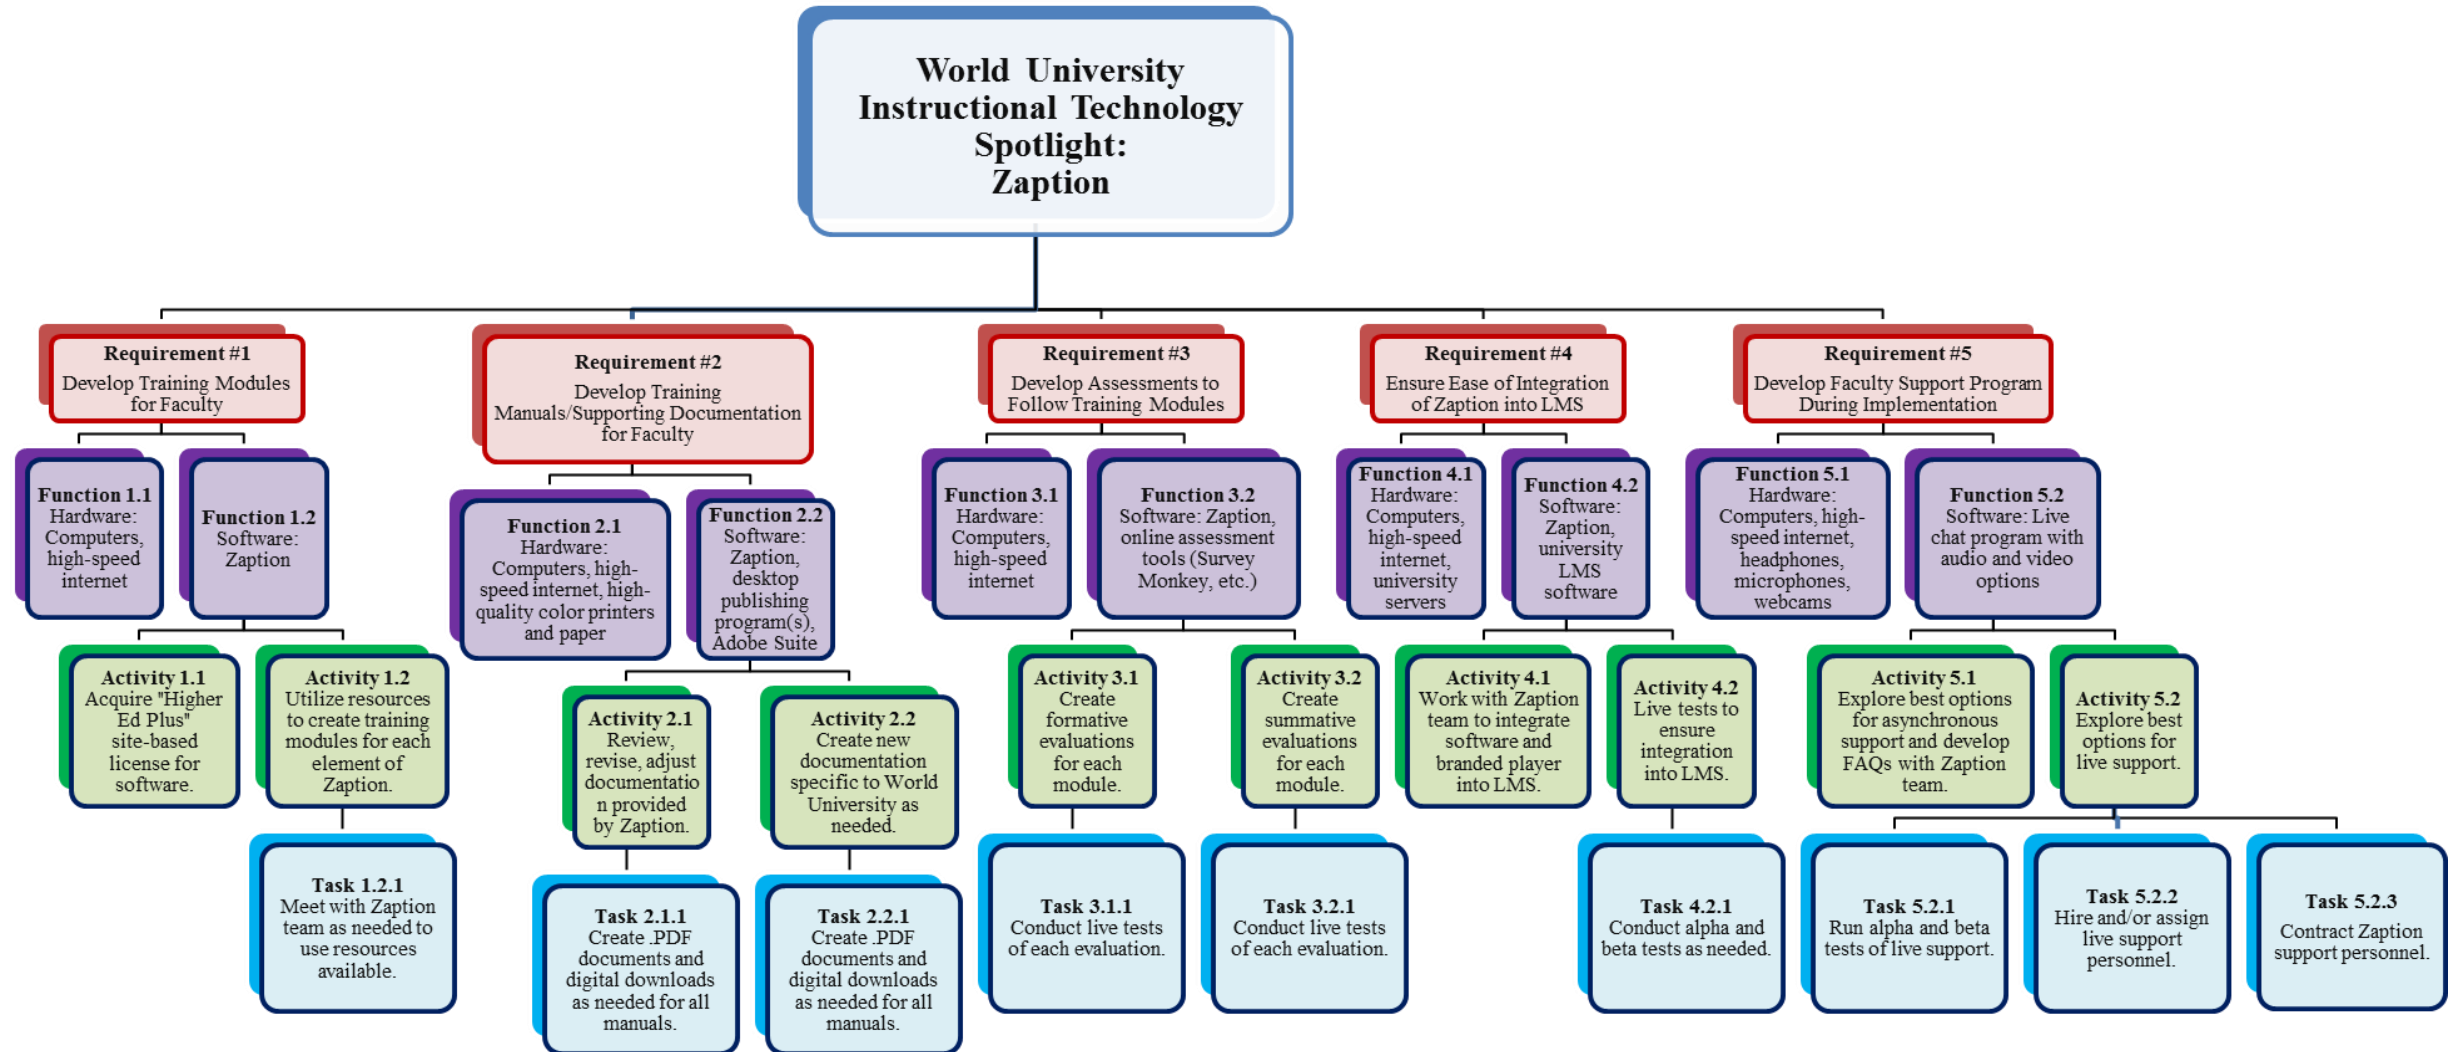 World University
Instructional Technology
Spotlight:
Zaption
Requirement #1
Develop Training Modules
for Faculty
Requirement #2
Develop Training
Manuals/Supporting Documentation
for Faculty
Requirement #3
Develop Assessments to
Follow Training Modules
Requirement #4
Ensure Ease of Integration
of Zaption into LMS
Requirement #5
Develop Faculty Support Program
During Implementation
Function 1.1
Hardware:
Computers,
high-speed
internet
Function 1.2
Software:
Zaption
Function 2.1
Hardware:
Computers, high-
speed internet, high-
quality color printers
and paper
Function 2.2
Software:
Zaption,
desktop
publishing
program(s),
Adobe Suite
Function 3.1
Hardware:
Computers,
high-speed
internet
Function 3.2
Software: Zaption,
online assessment
tools (Survey
Monkey, etc.)
Function 4.1
Hardware:
Computers,
high-speed
internet,
university
servers
Function 4.2
Software:
Zaption,
university
LMS
software
Function 5.1
Hardware:
Computers, high-
speed internet,
headphones,
microphones,
webcams
Function 5.2
Software: Live
chat program with
audio and video
options
Activity 1.1
Acquire "Higher
Ed Plus"
site-based
license for
software.
Activity 1.2
Utilize resources
to create training
modules for each
element of
Zaption.
Activity 2.1
Review,
revise, adjust
documentatio
n provided
by Zaption.
Activity 2.2
Create new
documentation
specific to World
University as
needed.
Activity 3.1
Create
formative
evaluations
for each
module.
Activity 3.2
Create
summative
evaluations
for each
module.
Activity 4.1
Work with Zaption
team to integrate
software and
branded player
into LMS.
Activity 4.2
Live tests to
ensure
integration
into LMS.
Activity 5.1
Explore best options
for asynchronous
support and develop
FAQs with Zaption
team.
Activity 5.2
Explore best
options for
live support.
Task 1.2.1
Meet with Zaption
team as needed to
use resources
available.
Task 2.1.1
Create .PDF
documents and
digital downloads
as needed for all
manuals.
Task 2.2.1
Create .PDF
documents and
digital downloads
as needed for all
manuals.
Task 3.1.1
Conduct live tests
of each evaluation.
Task 3.2.1
Conduct live tests
of each evaluation.
Task 4.2.1
Conduct alpha and
beta tests as needed.
Task 5.2.1
Run alpha and beta
tests of live support.
Task 5.2.2
Hire and/or assign
live support
personnel.
Task 5.2.3
Contract Zaption
support personnel.